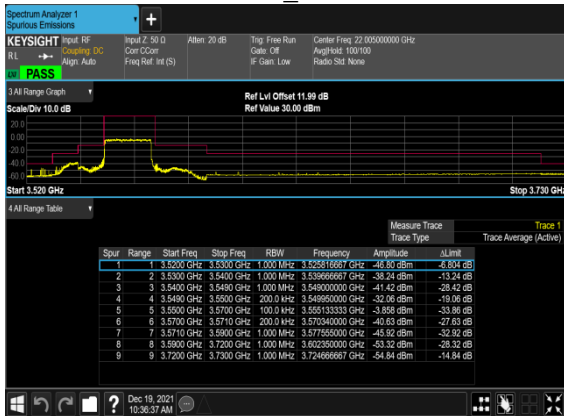 Spectrum Analyzer 1
Spurious Emissions
+
KEYSIGHT Input: RF Input Z: 50 Ω Atten: 20 dB Trig: Free Run Center Freq: 22.005000000 GHz
RL Coupling: DC Corr CCorr Gate: Off Avg|Hold: 100/100
Align: Auto Freq Ref: Int (S) IF Gain: Low Radio Std: None
PASS
3 All Range Graph
Ref Lvl Offset 11.99 dB
Scale/Div 10.0 dB Ref Value 30.00 dBm
20.0
0.00
-20.0
-40.0
-60.0
Start 3.520 GHz Stop 3.730 GHz
4 All Range Table
Measure Trace Trace 1
Trace Type Trace Average (Active)
Spur Range Start Freq Stop Freq RBW Frequency Amplitude ΔLimit
1 1 3.5200 GHz 3.5300 GHz 1.000 MHz 3.525816667 GHz -46.80 dBm -6.804 dB
2 2 3.5300 GHz 3.5400 GHz 1.000 MHz 3.539666667 GHz -38.24 dBm -13.24 dB
3 3 3.5400 GHz 3.5490 GHz 1.000 MHz 3.549000000 GHz -41.42 dBm -28.42 dB
4 4 3.5490 GHz 3.5500 GHz 200.0 kHz 3.549950000 GHz -32.06 dBm -19.06 dB
5 5 3.5500 GHz 3.5700 GHz 100.0 kHz 3.555133333 GHz -3.858 dBm -33.86 dB
6 6 3.5700 GHz 3.5710 GHz 200.0 kHz 3.570340000 GHz -40.63 dBm -27.63 dB
7 7 3.5710 GHz 3.5900 GHz 1.000 MHz 3.577555000 GHz -45.92 dBm -32.92 dB
8 8 3.5900 GHz 3.7200 GHz 1.000 MHz 3.602350000 GHz -53.32 dBm -28.32 dB
9 9 3.7200 GHz 3.7300 GHz 1.000 MHz 3.724666667 GHz -54.84 dBm -14.84 dB
? Dec 19, 2021
10:36:37 AM